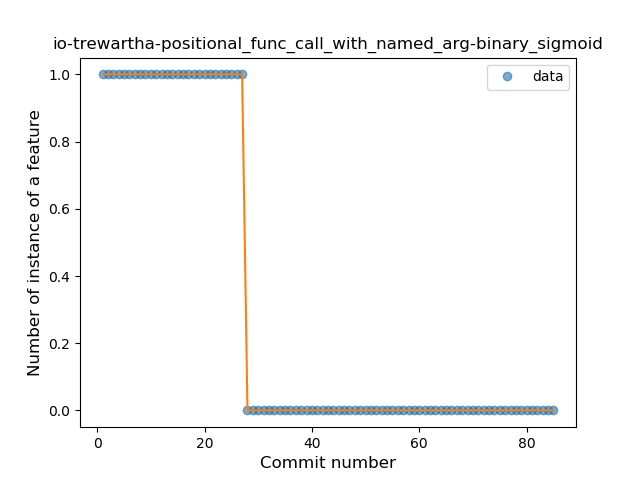 io-trewartha-positional_func_call_with_named_arg-binary_sigmoid
data
Number of instance of a feature
1.0
0.8
0.6
0.4
0.2
0.0
0 20 40 60 80
Commit number